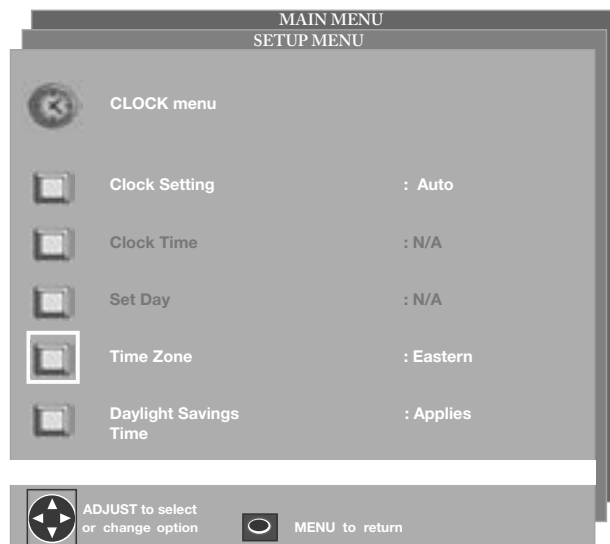 MAIN MENU
SETUP MENU
CLOCK menu
Clock Setting : Auto
Clock Time : N/A
Set Day : N/A
Time Zone : Eastern
Daylight Savings : Applies
Time
ADJUST to select
or change option MENU to return